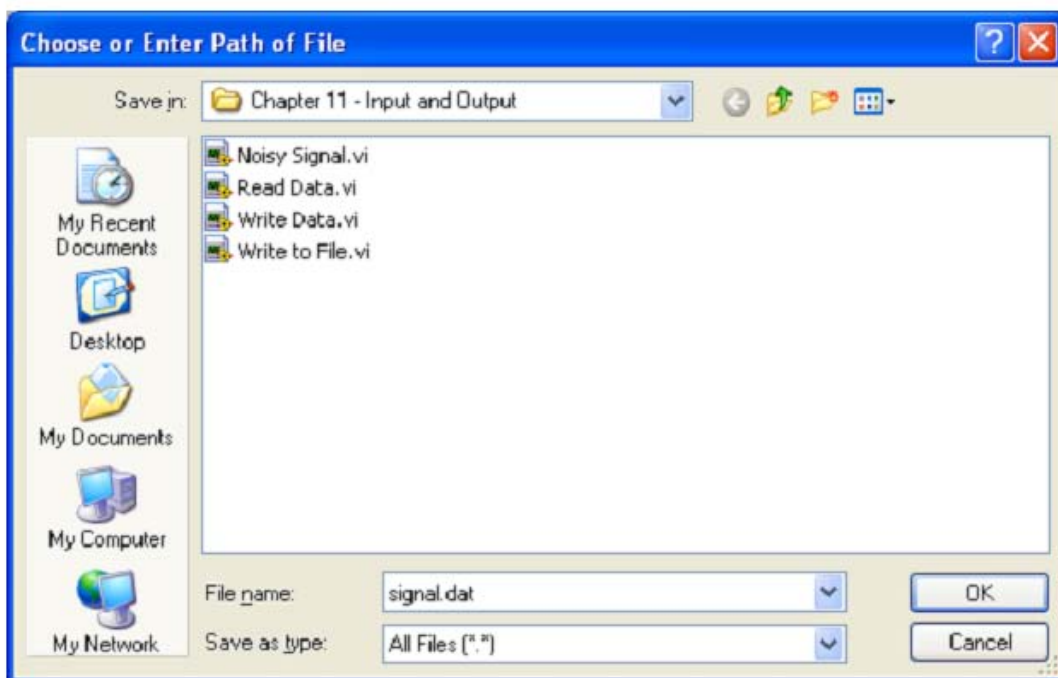 Choose or Enter Path of File
Save in:
Chapter 11 - Input and Output
Noisy Signal.vi
Read Data.vi
Write Data.vi
Write to File.vi
My Recent
Documents
Desktop
My Documents
My Computer
My Network
File name:
signal.dat
OK
Save as type:
All Files (*.*)
Cancel